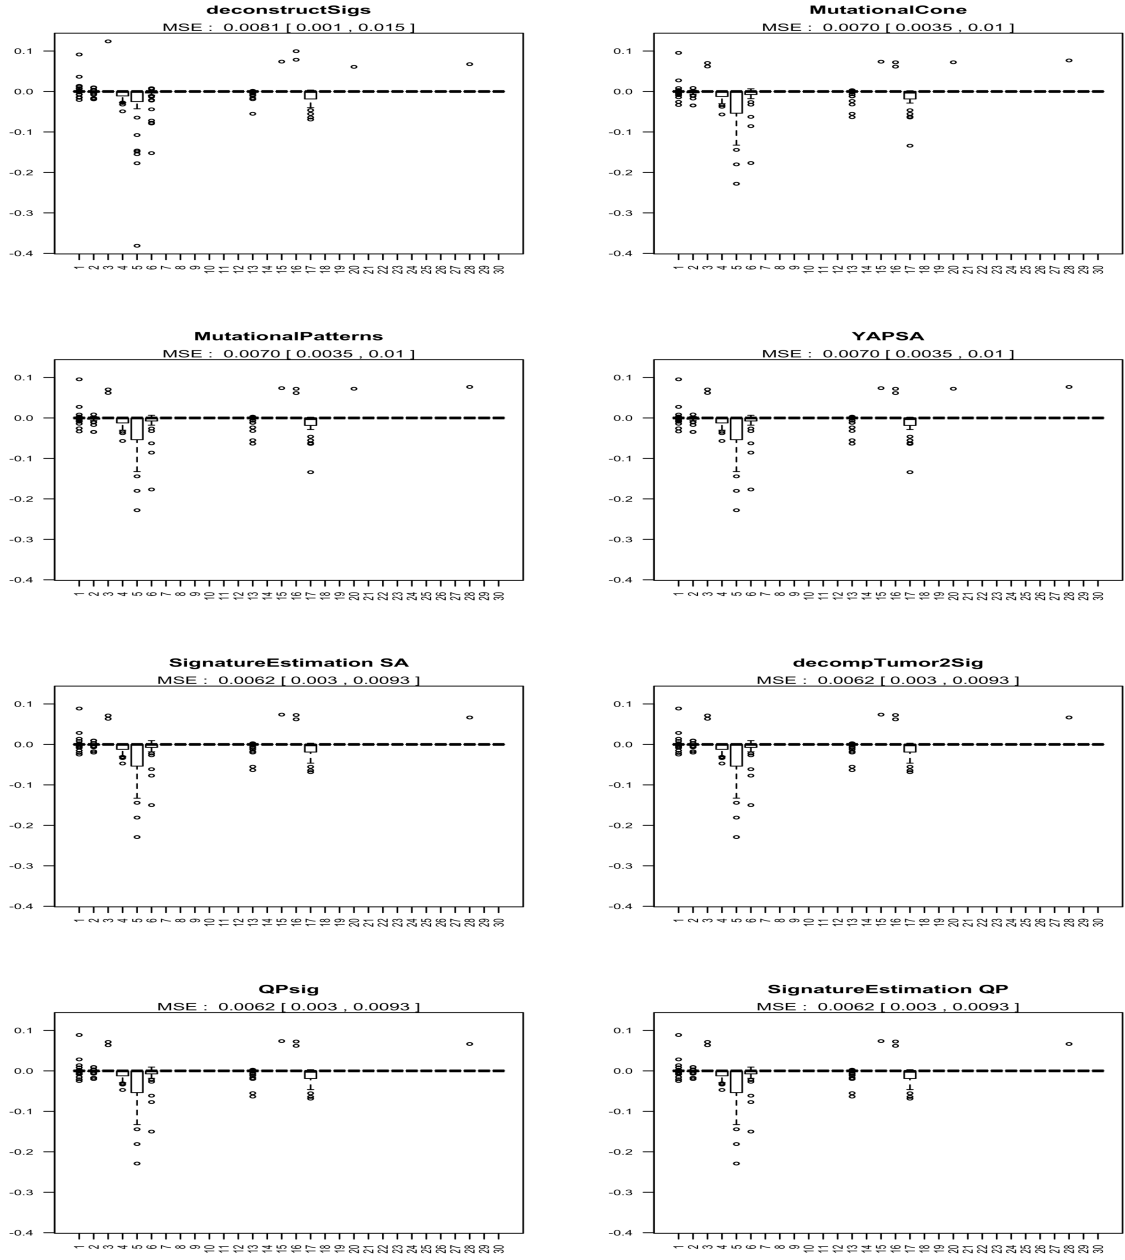 deconstructSigs
MSE : 0.0081 [ 0.001 , 0.015 ]
0.1
0.0
-0.1
-0.2
-0.3
-0.4
1 2 3 4 5 6 7 8 9 10 11 12 13 14 15 16 17 18 19 20 21 22 23 24 25 26 27 28 29 30
MutationalCone
MSE : 0.0070 [ 0.0035 , 0.01 ]
0.1
0.0
-0.1
-0.2
-0.3
-0.4
1 2 3 4 5 6 7 8 9 10 11 12 13 14 15 16 17 18 19 20 21 22 23 24 25 26 27 28 29 30
MutationalPatterns
MSE : 0.0070 [ 0.0035 , 0.01 ]
0.1
0.0
-0.1
-0.2
-0.3
-0.4
1 2 3 4 5 6 7 8 9 10 11 12 13 14 15 16 17 18 19 20 21 22 23 24 25 26 27 28 29 30
YAPSA
MSE : 0.0070 [ 0.0035 , 0.01 ]
0.1
0.0
-0.1
-0.2
-0.3
-0.4
1 2 3 4 5 6 7 8 9 10 11 12 13 14 15 16 17 18 19 20 21 22 23 24 25 26 27 28 29 30
SignatureEstimation SA
MSE : 0.0062 [ 0.003 , 0.0093 ]
0.1
0.0
-0.1
-0.2
-0.3
-0.4
1 2 3 4 5 6 7 8 9 10 11 12 13 14 15 16 17 18 19 20 21 22 23 24 25 26 27 28 29 30
decompTumor2Sig
MSE : 0.0062 [ 0.003 , 0.0093 ]
0.1
0.0
-0.1
-0.2
-0.3
-0.4
1 2 3 4 5 6 7 8 9 10 11 12 13 14 15 16 17 18 19 20 21 22 23 24 25 26 27 28 29 30
QPsig
MSE : 0.0062 [ 0.003 , 0.0093 ]
0.1
0.0
-0.1
-0.2
-0.3
-0.4
1 2 3 4 5 6 7 8 9 10 11 12 13 14 15 16 17 18 19 20 21 22 23 24 25 26 27 28 29 30
SignatureEstimation QP
MSE : 0.0062 [ 0.003 , 0.0093 ]
0.1
0.0
-0.1
-0.2
-0.3
-0.4
1 2 3 4 5 6 7 8 9 10 11 12 13 14 15 16 17 18 19 20 21 22 23 24 25 26 27 28 29 30